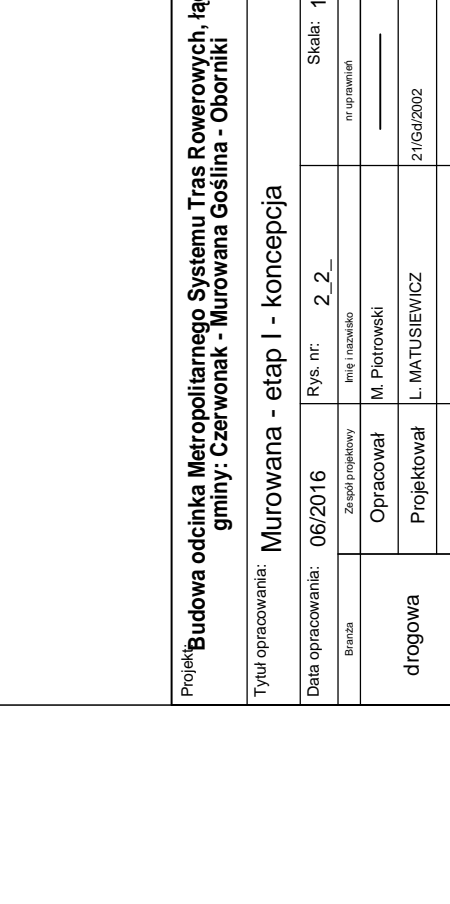 Projekt:
Budowa odcinka Metropolitarnego Systemu Tras Rowerowych,
gminy: Czerwonak - Murowana Goślina - Oborniki
Tytuł opracowania: Murowana - etap I - koncepcja
Data opracowania: 06/2016 Rys. nr: 2_2_ Skala: 1
Branża Zespół projektowy Imię i nazwisko nr uprawnień
drogowa
Opracował M. Piotrowski
Projektował L. MATUSIEWICZ 21/Gd/2002